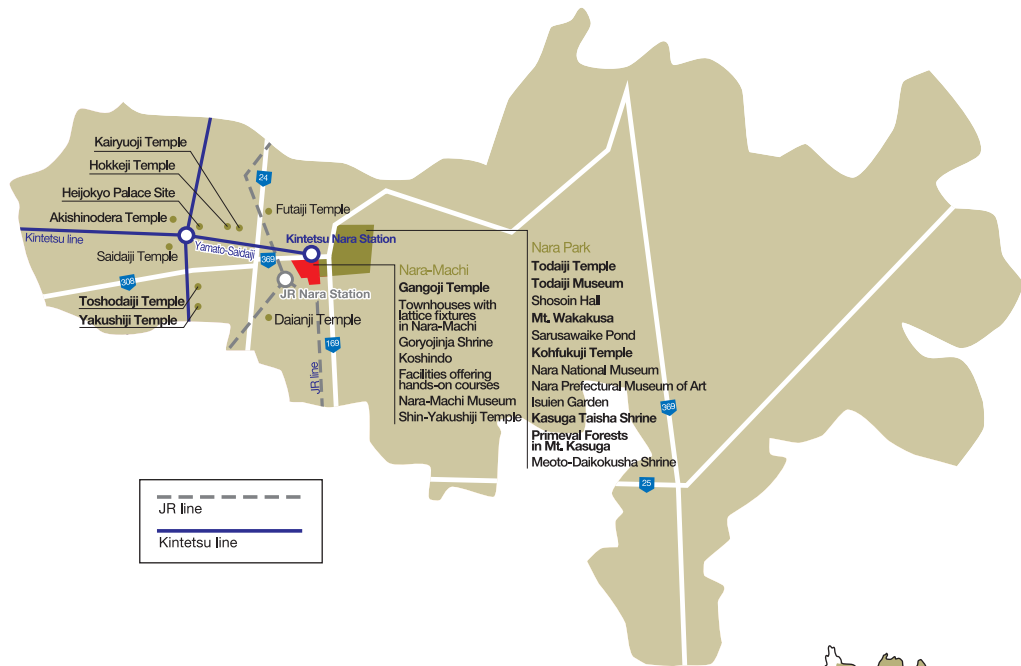 Kairyuoji Temple
Hokkeji Temple
Heijokyo Palace Site
Akishinodera Temple
Kintetsu line
Saidaiji Temple
Yamato-Saidaiji
24
Futaiji Temple
Kintetsu Nara Station
369
308
JR Nara Station
Toshodaiji Temple
Yakushiji Temple
Daianji Temple
169
JR line
Nara-Machi
Gangoji Temple
Townhouses with
lattice fixtures
in Nara-Machi
Goryojinja Shrine
Koshindo
Facilities offering
hands-on courses
Nara-Machi Museum
Shin-Yakushiji Temple
Nara Park
Todaiji Temple
Todaiji Museum
Shosoin Hall
Mt. Wakakusa
Sarusawaike Pond
Kohfukuji Temple
Nara National Museum
Nara Prefectural Museum of Art
Isuien Garden
Kasuga Taisha Shrine
Primeval Forests
in Mt. Kasuga
Meoto-Daikokusha Shrine
369
25
JR line
Kintetsu line